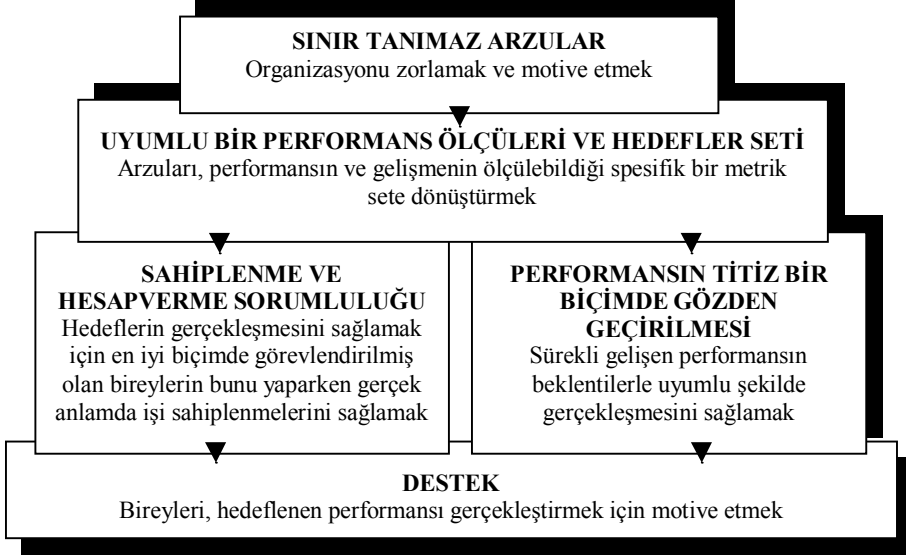 SINIR TANIMAZ ARZULAR
Organizasyonu zorlamak ve motive etmek
UYUMLU BİR PERFORMANS ÖLÇÜLERİ VE HEDEFLER SETİ
Arzuları, performansın ve gelişmenin ölçülebildiği spesifik bir metrik
sete dönüştürmek
SAHİPLENME VE
HESAPVERME SORUMLULUĞU
Hedeflerin gerçekleşmesini sağlamak
için en iyi biçimde görevlendirilmiş
olan bireylerin bunu yaparken gerçek
anlamda işi sahiplenmelerini sağlamak
PERFORMANSIN TİTİZ BİR
BİÇİMDE GÖZDEN
GEÇİRİLMESİ
Sürekli gelişen performansın
beklentilerle uyumlu şekilde
gerçekleşmesini sağlamak
DESTEK
Bireyleri, hedeflenen performansı gerçekleştirmek için motive etmek